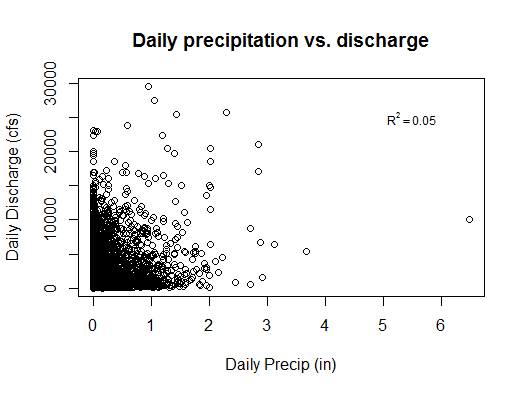 Daily precipitation vs. discharge
R² = 0.05
Daily Discharge (cfs)
30000
20000
10000
0
0 1 2 3 4 5 6
Daily Precip (in)